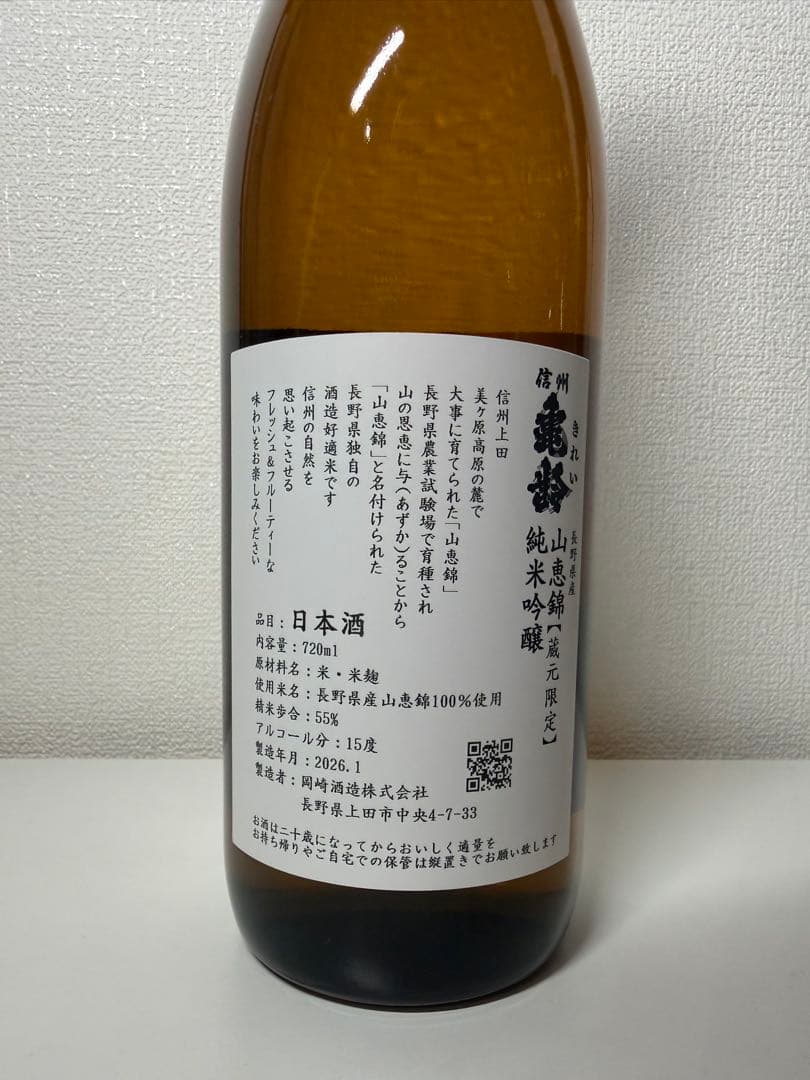 信州
亀齢
きれい
長野県産
山恵錦【蔵元限定】
純米吟醸
信州上田
美ヶ原高原の麓で
大事に育てられた「山恵錦」
長野県農業試験場で育種され
山の恩恵に与(あずか)ることから
「山恵錦」と名付けられた
長野県独自の
酒造好適米です
信州の自然を
思い起こさせる
フレッシュ&フルーティーな
味わいをお楽しみください
品目:日本酒
内容量:720ml
原材料名:米・米麹
使用米名:長野県産山恵錦100%使用
精米歩合:55%
アルコール分:15度
製造年月:2026.1
製造者:岡崎酒造株式会社
長野県上田市中央4-7-33
お酒は二十歳になってからおいしく適量を
お持ち帰りやご自宅での保管は縦置きでお願い致します